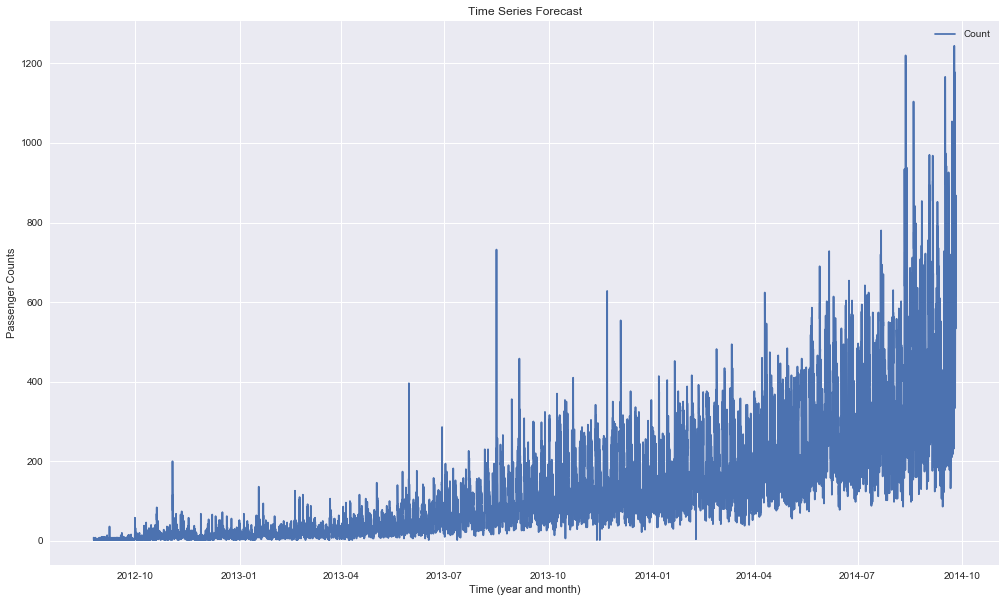 Time Series Forecast
Count
1200
1000
800
600
400
200
0
Passenger Counts
2012-10 2013-01 2013-04 2013-07 2013-10 2014-01 2014-04 2014-07 2014-10
Time (year and month)